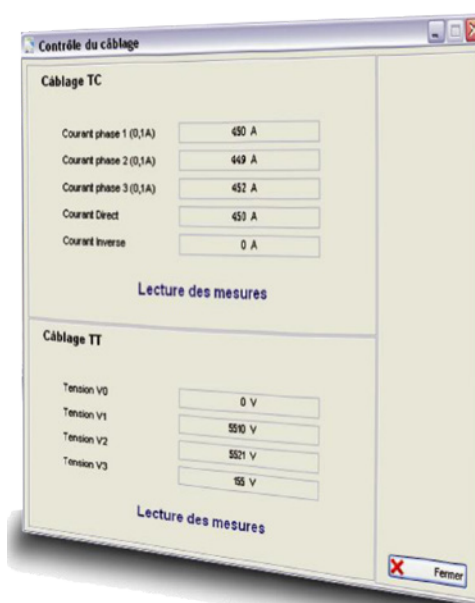 Contrôle du câblage
Câblage TC
Courant phase 1 (0,1A) 450 A
Courant phase 2 (0,1A) 449 A
Courant phase 3 (0,1A) 452 A
Courant Direct 450 A
Courant Inverse 0 A
Lecture des mesures
Câblage TT
Tension V0 0 V
Tension V1 5510 V
Tension V2 5521 V
Tension V3 155 V
Lecture des mesures
Fermer